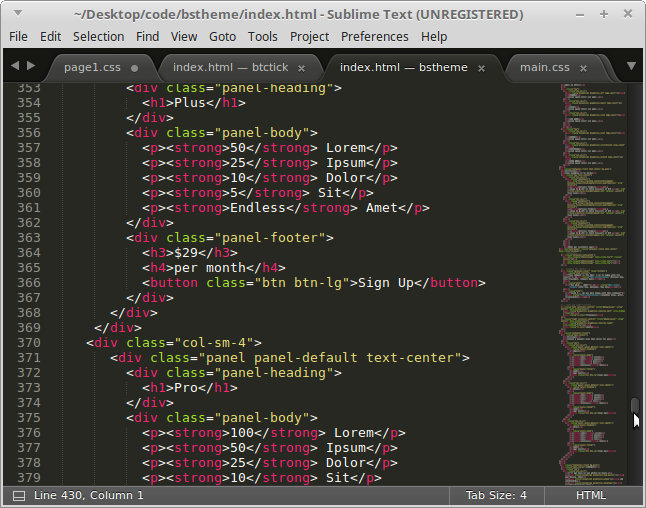 ~/Desktop/code/bstheme/index.html - Sublime Text (UNREGISTERED)
File Edit Selection Find View Goto Tools Project Preferences Help
page1.css index.html — btctick × index.html — bstheme × main.css ×
353 <div class="panel-heading">
354 <h1>Plus</h1>
355 </div>
356 <div class="panel-body">
357 <p><strong>50</strong> Lorem</p>
358 <p><strong>25</strong> Ipsum</p>
359 <p><strong>10</strong> Dolor</p>
360 <p><strong>5</strong> Sit</p>
361 <p><strong>Endless</strong> Amet</p>
362 </div>
363 <div class="panel-footer">
364 <h3>$29</h3>
365 <h4>per month</h4>
366 <button class="btn btn-lg">Sign Up</button>
367 </div>
368 </div>
369 </div>
370 <div class="col-sm-4">
371 <div class="panel panel-default text-center">
372 <div class="panel-heading">
373 <h1>Pro</h1>
374 </div>
375 <div class="panel-body">
376 <p><strong>100</strong> Lorem</p>
377 <p><strong>50</strong> Ipsum</p>
378 <p><strong>25</strong> Dolor</p>
379 <p><strong>10</strong> Sit</p>
Line 430, Column 1 Tab Size: 4 HTML